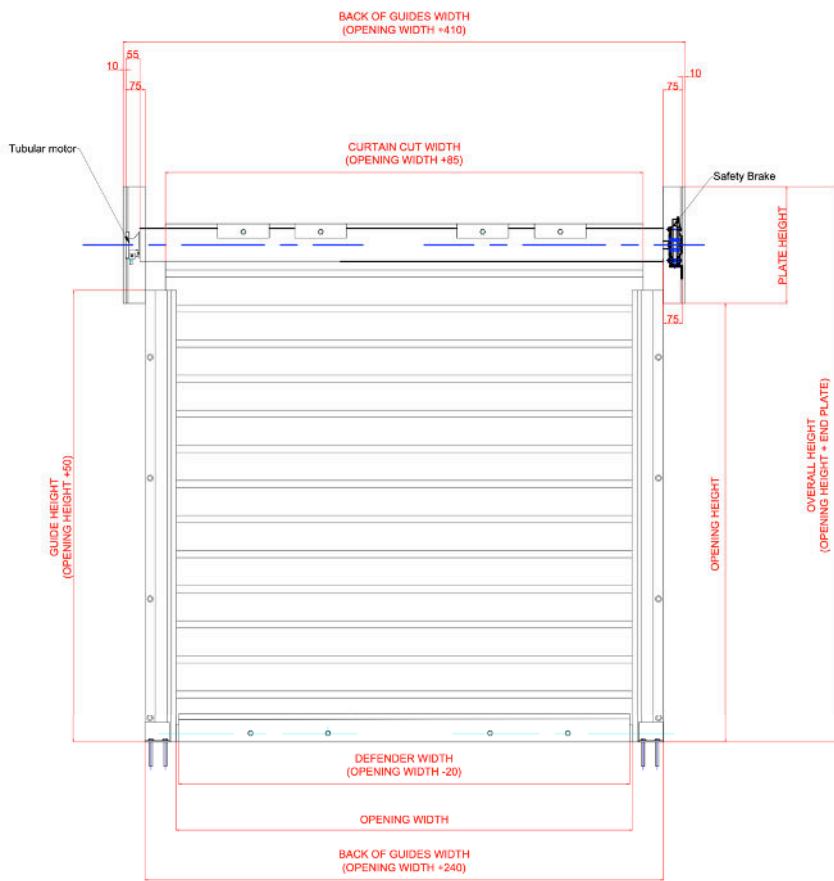 BACK OF GUIDES WIDTH
(OPENING WIDTH +410)
55
10
75
10
75
Tubular motor
CURTAIN CUT WIDTH
(OPENING WIDTH +85)
Safety Brake
PLATE HEIGHT
75
GUIDE HEIGHT
(OPENING HEIGHT +50)
OPENING HEIGHT
OVERALL HEIGHT
(OPENING HEIGHT + END PLATE)
DEFENDER WIDTH
(OPENING WIDTH -20)
OPENING WIDTH
BACK OF GUIDES WIDTH
(OPENING WIDTH +240)